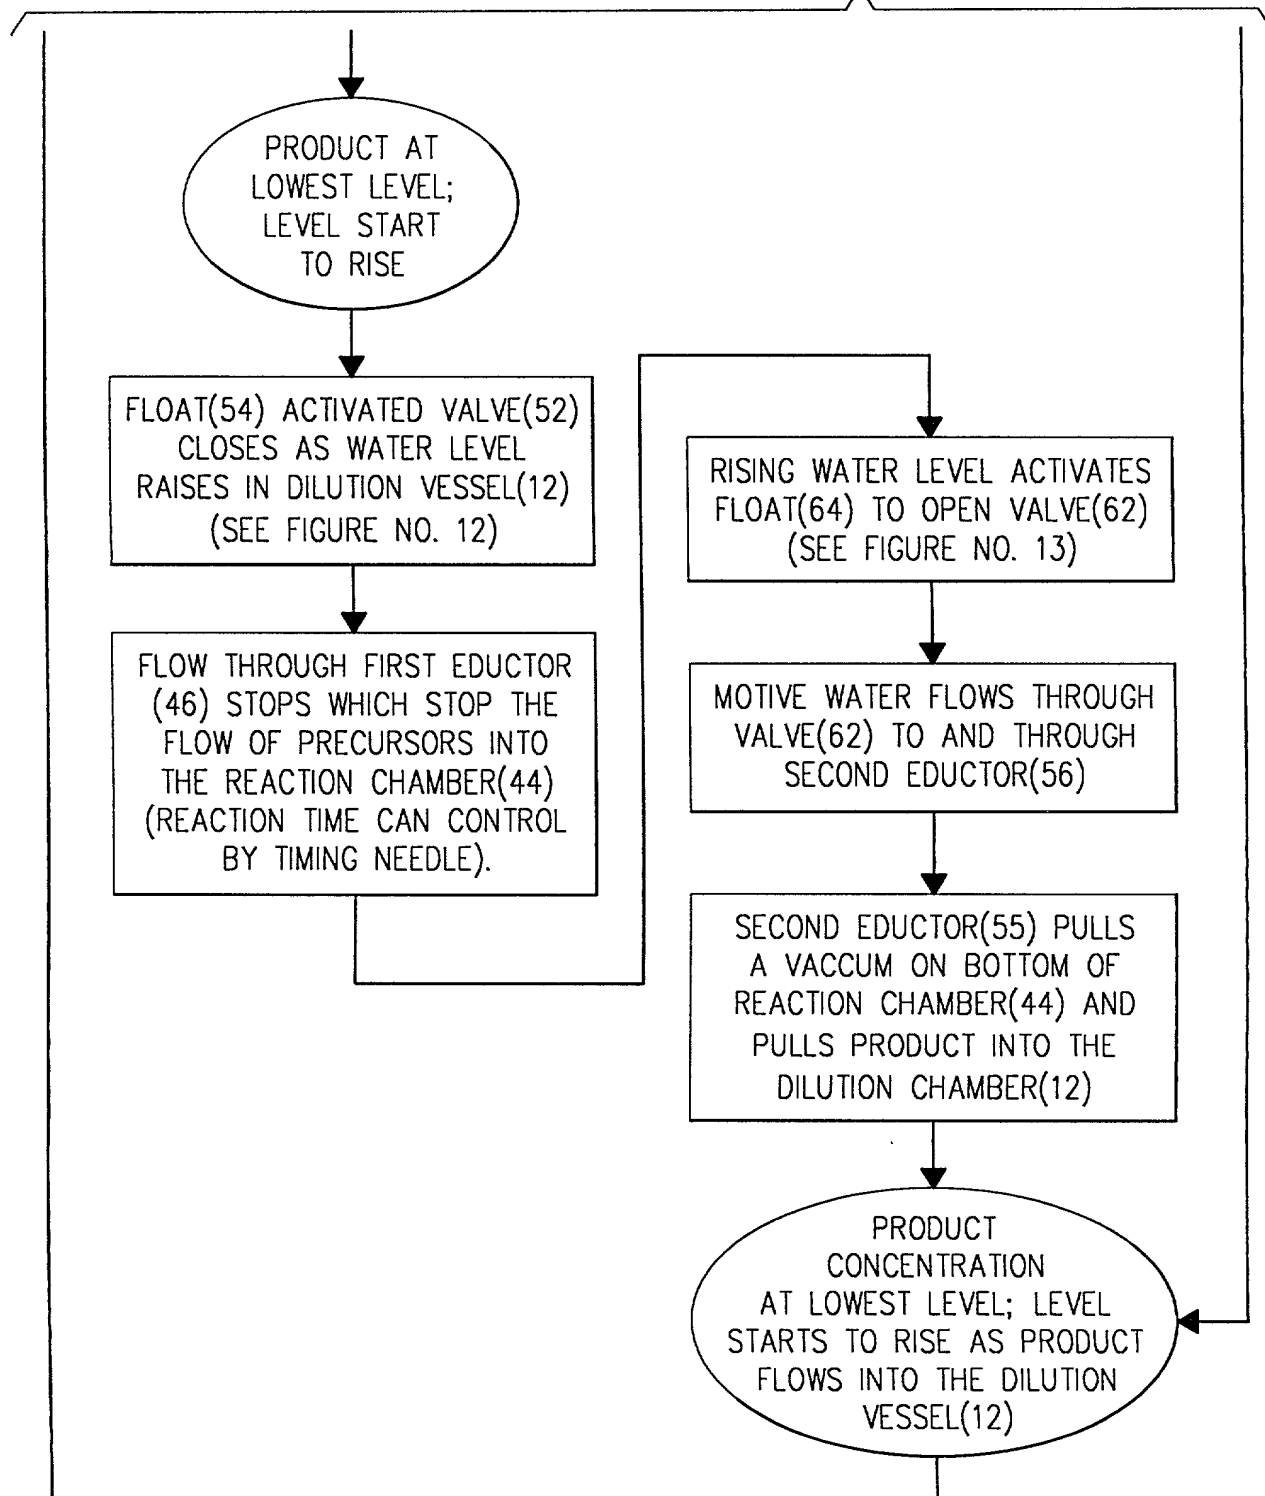 PRODUCT AT
LOWEST LEVEL;
LEVEL START
TO RISE
FLOAT(54) ACTIVATED VALVE(52)
CLOSES AS WATER LEVEL
RAISES IN DILUTION VESSEL(12)
(SEE FIGURE NO. 12)
FLOW THROUGH FIRST EDUCTOR
(46) STOPS WHICH STOP THE
FLOW OF PRECURSORS INTO
THE REACTION CHAMBER(44)
(REACTION TIME CAN CONTROL
BY TIMING NEEDLE).
RISING WATER LEVEL ACTIVATES
FLOAT(64) TO OPEN VALVE(62)
(SEE FIGURE NO. 13)
MOTIVE WATER FLOWS THROUGH
VALVE(62) TO AND THROUGH
SECOND EDUCTOR(56)
SECOND EDUCTOR(55) PULLS
A VACCUM ON BOTTOM OF
REACTION CHAMBER(44) AND
PULLS PRODUCT INTO THE
DILUTION CHAMBER(12)
PRODUCT
CONCENTRATION
AT LOWEST LEVEL; LEVEL
STARTS TO RISE AS PRODUCT
FLOWS INTO THE DILUTION
VESSEL(12)